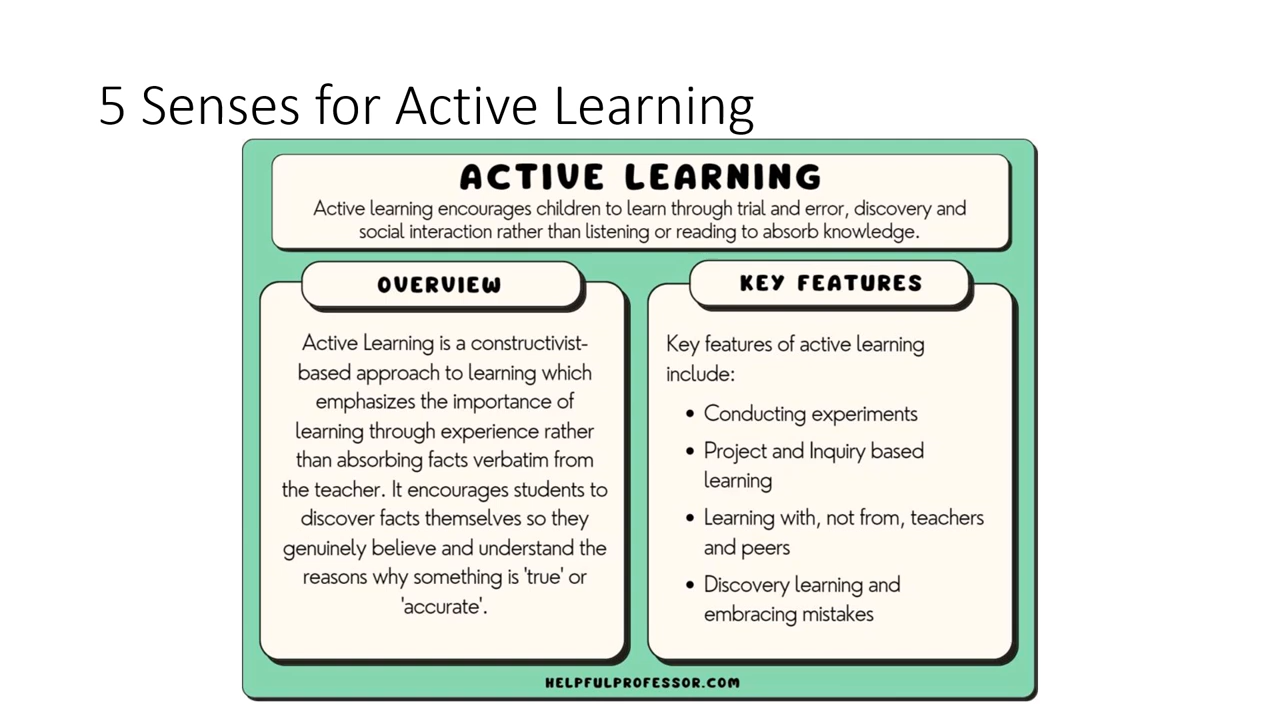 5 Senses for Active Learning
ACTIVE LEARNING
Active learning encourages children to learn through trial and error, discovery and
social interaction rather than listening or reading to absorb knowledge.
OVERVIEW
Active Learning is a constructivist-
based approach to learning which
emphasizes the importance of
learning through experience rather
than absorbing facts verbatim from
the teacher. It encourages students to
discover facts themselves so they
genuinely believe and understand the
reasons why something is 'true' or
'accurate'.
KEY FEATURES
Key features of active learning
include:
• Conducting experiments
• Project and Inquiry based
learning
• Learning with, not from, teachers
and peers
• Discovery learning and
embracing mistakes
HELPFULPROFESSOR.COM